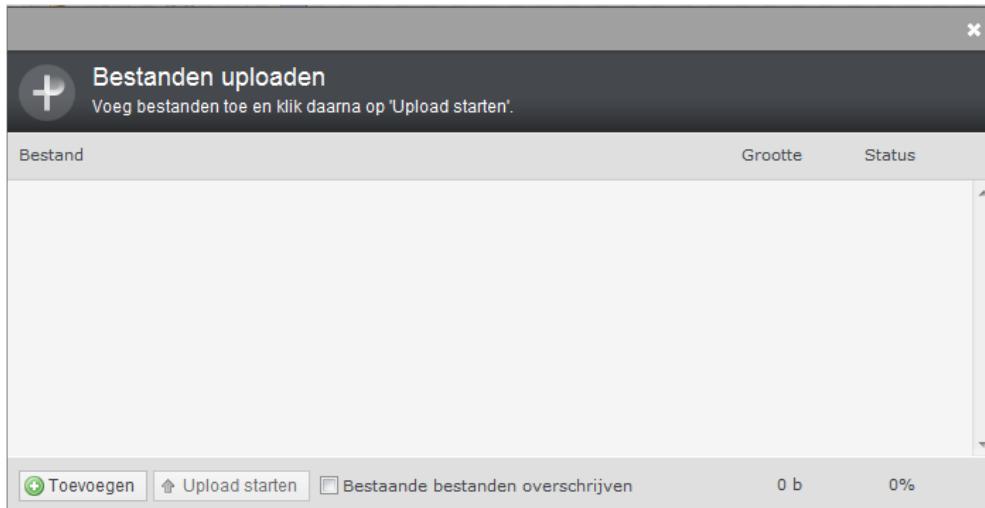 Bestanden uploaden
Voeg bestanden toe en klik daarna op 'Upload starten'.
Bestand Grootte Status
Toevoegen Upload starten Bestaande bestanden overschrijven 0 b 0%